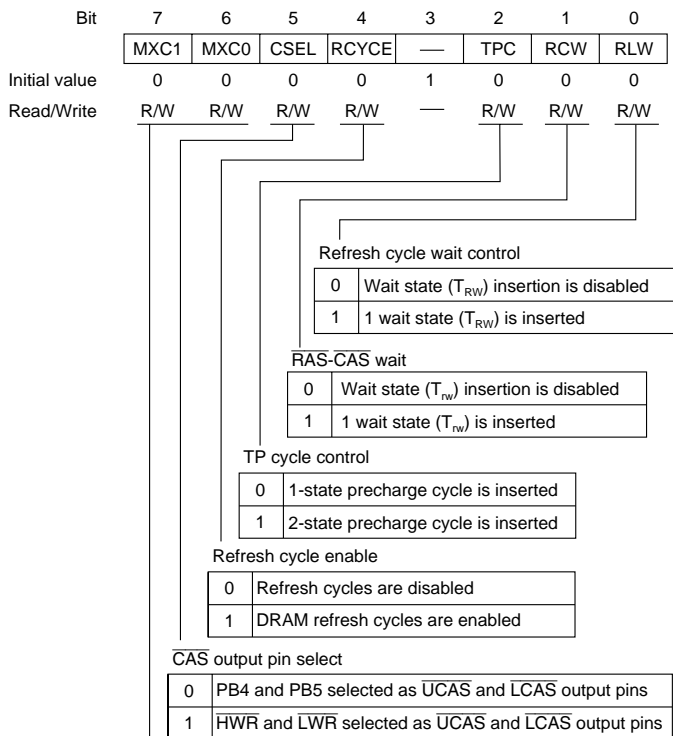 Bit 7 6 5 4 3 2 1 0
MXC1 MXC0 CSEL RCYCE — TPC RCW RLW
Initial value 0 0 0 0 1 0 0 0
Read/Write R/W R/W R/W R/W — R/W R/W R/W
Refresh cycle wait control
0 Wait state (TRW) insertion is disabled
1 1 wait state (TRW) is inserted
RAS-CAS wait
0 Wait state (Trw) insertion is disabled
1 1 wait state (Trw) is inserted
TP cycle control
0 1-state precharge cycle is inserted
1 2-state precharge cycle is inserted
Refresh cycle enable
0 Refresh cycles are disabled
1 DRAM refresh cycles are enabled
CAS output pin select
0 PB4 and PB5 selected as UCAS and LCAS output pins
1 HWR and LWR selected as UCAS and LCAS output pins